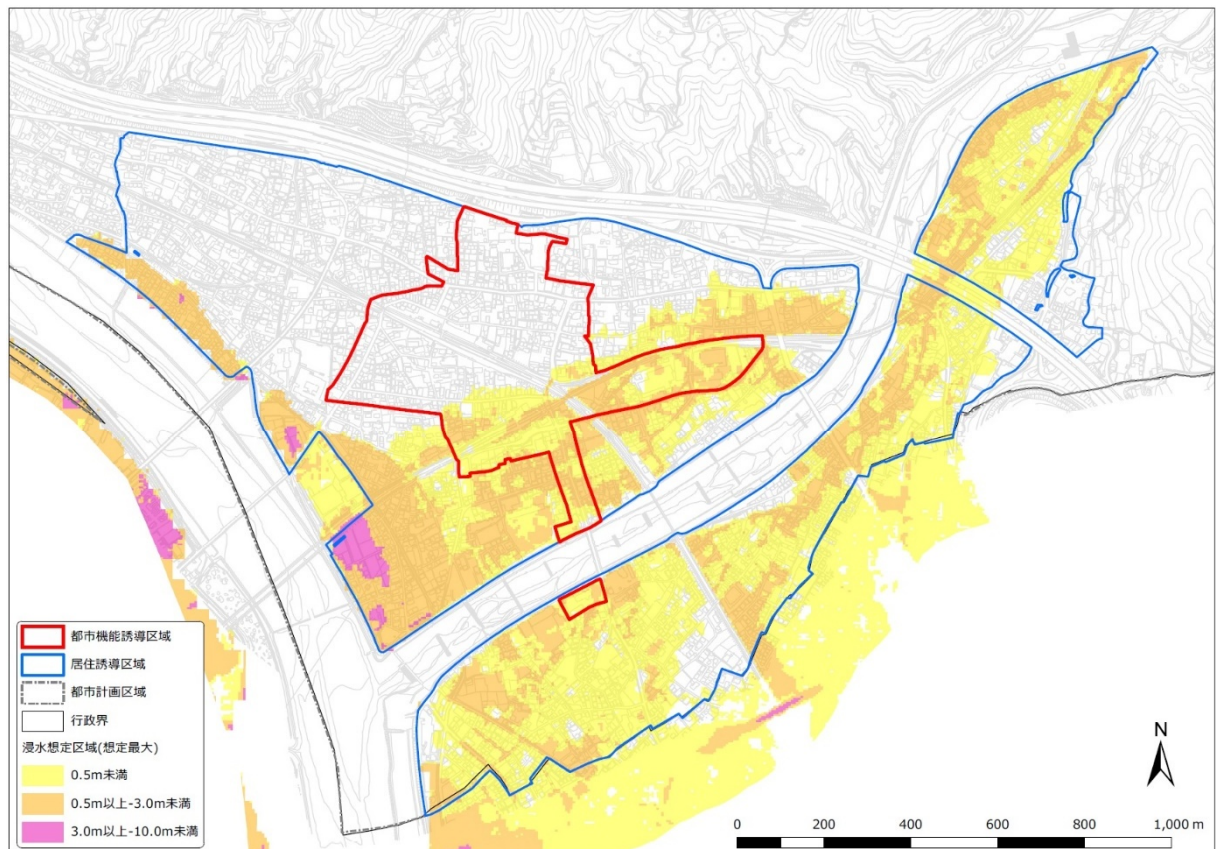 都市機能誘導区域
居住誘導区域
都市計画区域
行政界
浸水想定区域(想定最大)
0.5m未満
0.5m以上-3.0m未満
3.0m以上-10.0m未満
N
0 200 400 600 800 1,000 m